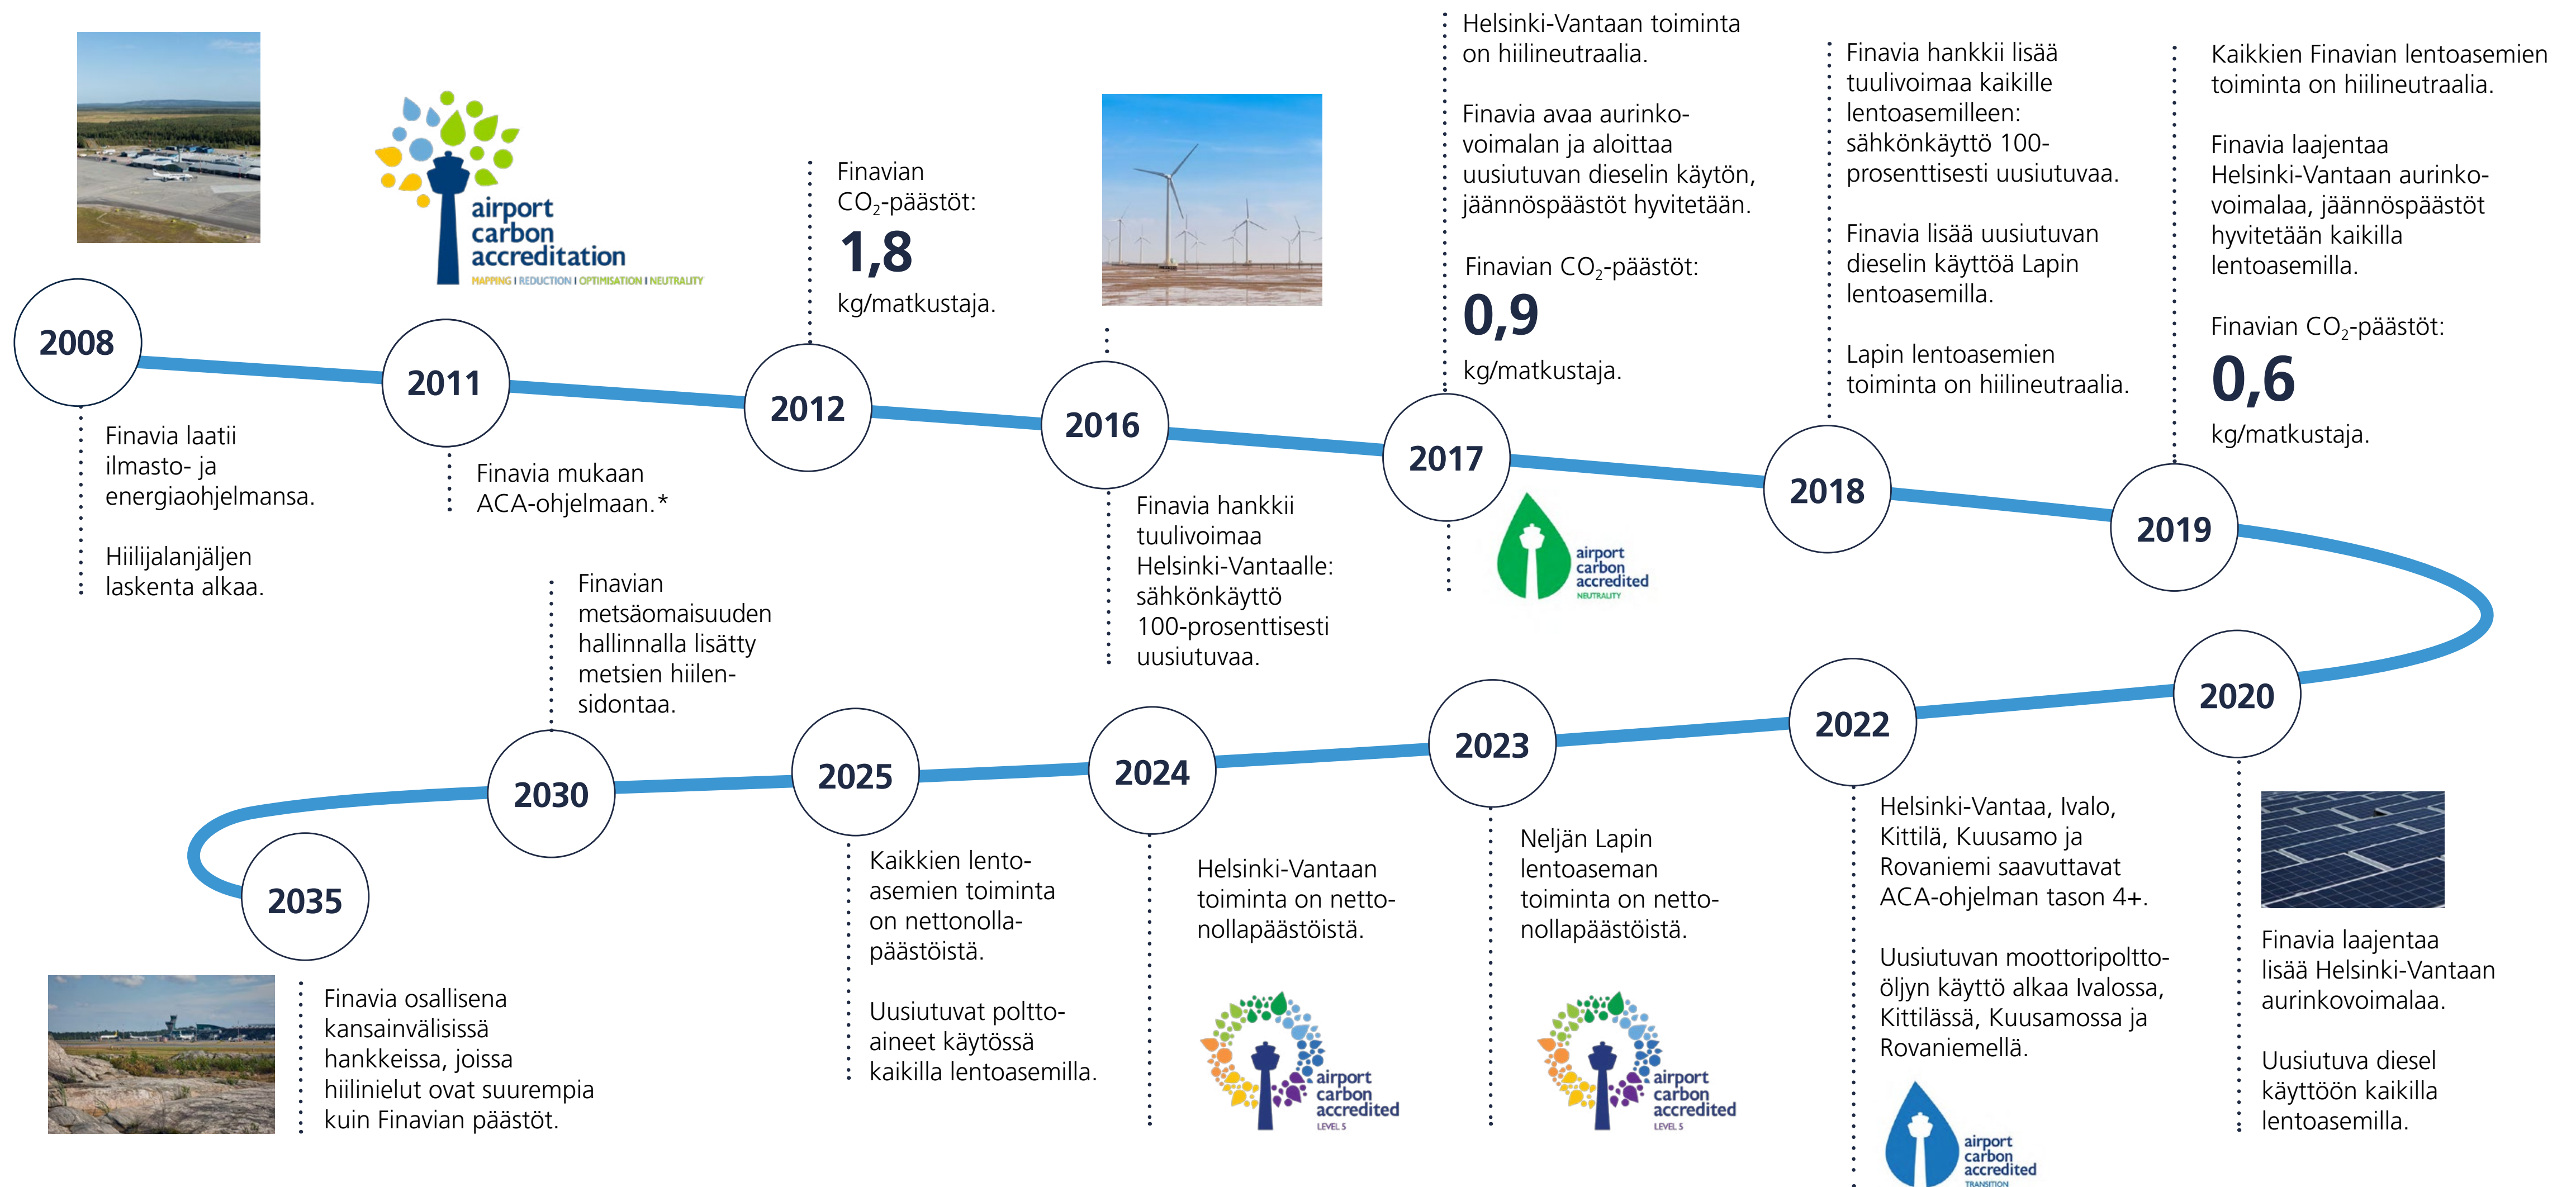 2008
Finavia laatii
ilmasto- ja
energiaohjelmansa.
Hiilijalanjäljen
laskenta alkaa.
airport
carbon
accreditation
MAPPING I REDUCTION I OPTIMISATION I NEUTRALITY
2011
Finavia mukaan
ACA-ohjelmaan.*
Finavian
CO₂-päästöt:
1,8
kg/matkustaja.
2012
2016
Finavia hankkii
tuulivoimaa
Helsinki-Vantaalle:
sähkönkäyttö
100-prosenttisesti
uusiutuvaa.
Helsinki-Vantaan toiminta
on hiilineutraalia.
Finavia avaa aurinko-
voimalan ja aloittaa
uusiutuvan dieselin käytön,
jäännöspäästöt hyvitetään.
Finavian CO₂-päästöt:
0,9
kg/matkustaja.
2017
airport
carbon
accredited
NEUTRALITY
Finavia hankkii lisää
tuulivoimaa kaikille
lentoasemilleen:
sähkönkäyttö 100-
prosenttisesti uusiutuvaa.
Finavia lisää uusiutuvan
dieselin käyttöä Lapin
lentoasemilla.
Lapin lentoasemien
toiminta on hiilineutraalia.
2018
Kaikkien Finavian lentoasemien
toiminta on hiilineutraalia.
Finavia laajentaa
Helsinki-Vantaan aurinko-
voimalaa, jäännöspäästöt
hyvitetään kaikilla
lentoasemilla.
Finavian CO₂-päästöt:
0,6
kg/matkustaja.
2019
2020
Finavia laajentaa
lisää Helsinki-Vantaan
aurinkovoimalaa.
Uusiutuva diesel
käyttöön kaikilla
lentoasemilla.
2022
Helsinki-Vantaa, Ivalo,
Kittilä, Kuusamo ja
Rovaniemi saavuttavat
ACA-ohjelman tason 4+.
Uusiutuvan moottoripoltto-
öljyn käyttö alkaa Ivalossa,
Kittilässä, Kuusamossa ja
Rovaniemellä.
airport
carbon
accredited
TRANSITION
2023
Neljän Lapin
lentoaseman
toiminta on netto-
nollapäästöistä.
airport
carbon
accredited
LEVEL 5
2024
Helsinki-Vantaan
toiminta on netto-
nollapäästöistä.
airport
carbon
accredited
LEVEL 5
2025
Kaikkien lento-
asemien toiminta
on nettonolla-
päästöistä.
Uusiutuvat poltto-
aineet käytössä
kaikilla lentoasemilla.
Finavian
metsäomaisuuden
hallinnalla lisätty
metsien hiilen-
sidontaa.
2030
2035
Finavia osallisena
kansainvälisissä
hankkeissa, joissa
hiilinielut ovat suurempia
kuin Finavian päästöt.